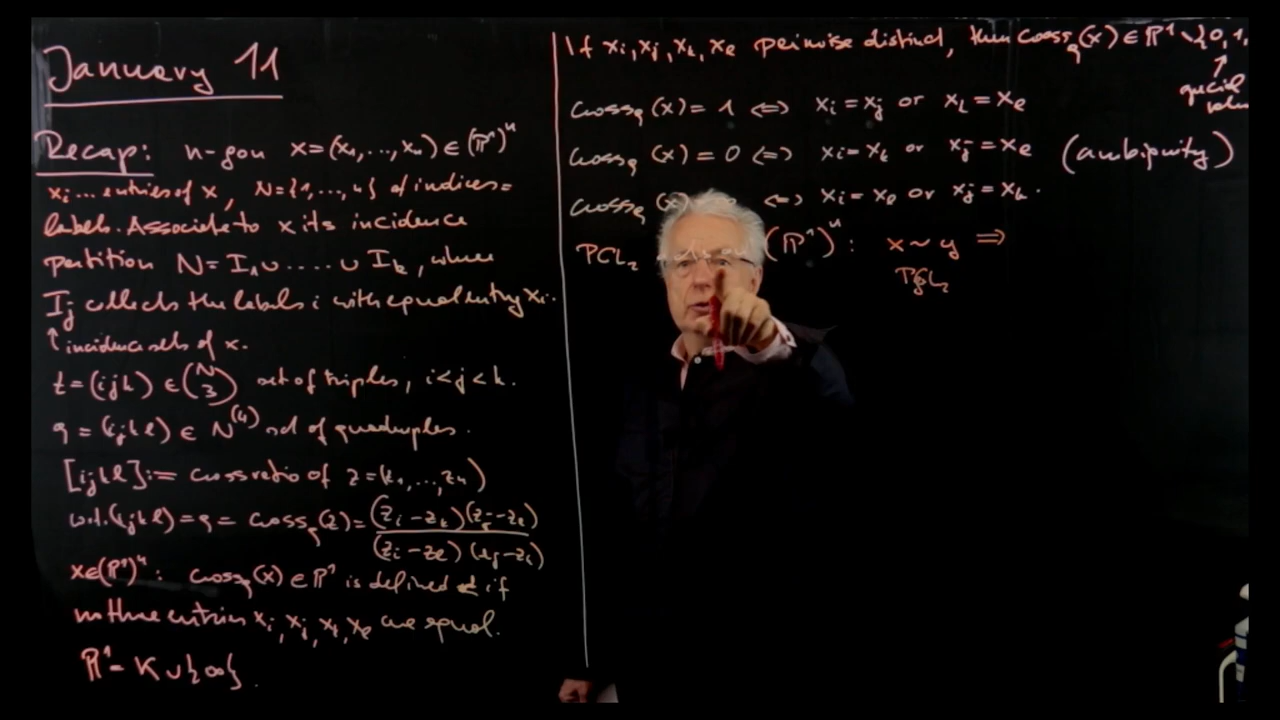 January 11
Recap: n-gon x=(x₁,...,xₙ) ∈ (P¹)ⁿ
xᵢ... entries of x, N={1,...,n} of indices =
labels. Associate to x its incidence
partition N = I₁ ∪ .... ∪ Iₖ, where
Iⱼ collects the labels i with equal entry xᵢ.
↑ incidence sets of x.
t=(ijk) ∈ (N 3) set of triples, i<j<k.
q = (ijkl) ∈ N⁽⁴⁾ set of quadruples.
[ijkl] := cross ratio of z=(z₁,...,zₙ)
w.r.t. (ijkl)=q = cross_q(z) = (zᵢ-zₖ)(zⱼ-zₗ) / (zᵢ-zₗ)(zⱼ-zₖ)
x∈(P¹)ⁿ: cross_q(x) ∈ P¹ is defined if
no three entries xᵢ, xⱼ, xₖ, xₗ are equal.
P¹ = K ∪ {∞}.
If xᵢ, xⱼ, xₖ, xₗ pairwise distinct, then cross_q(x) ∈ P¹ \ {0, 1,
↑
special
cross_q(x) = 1 ⇔ xᵢ = xⱼ or xₖ = xₗ
cross_q(x) = 0 ⇔ xᵢ = xₖ or xⱼ = xₗ (ambiguity)
cross_q(x) ⇔ xᵢ = xₗ or xⱼ = xₖ.
PGL₂ (P¹)ⁿ: x ~ y ⇒
PGL₂